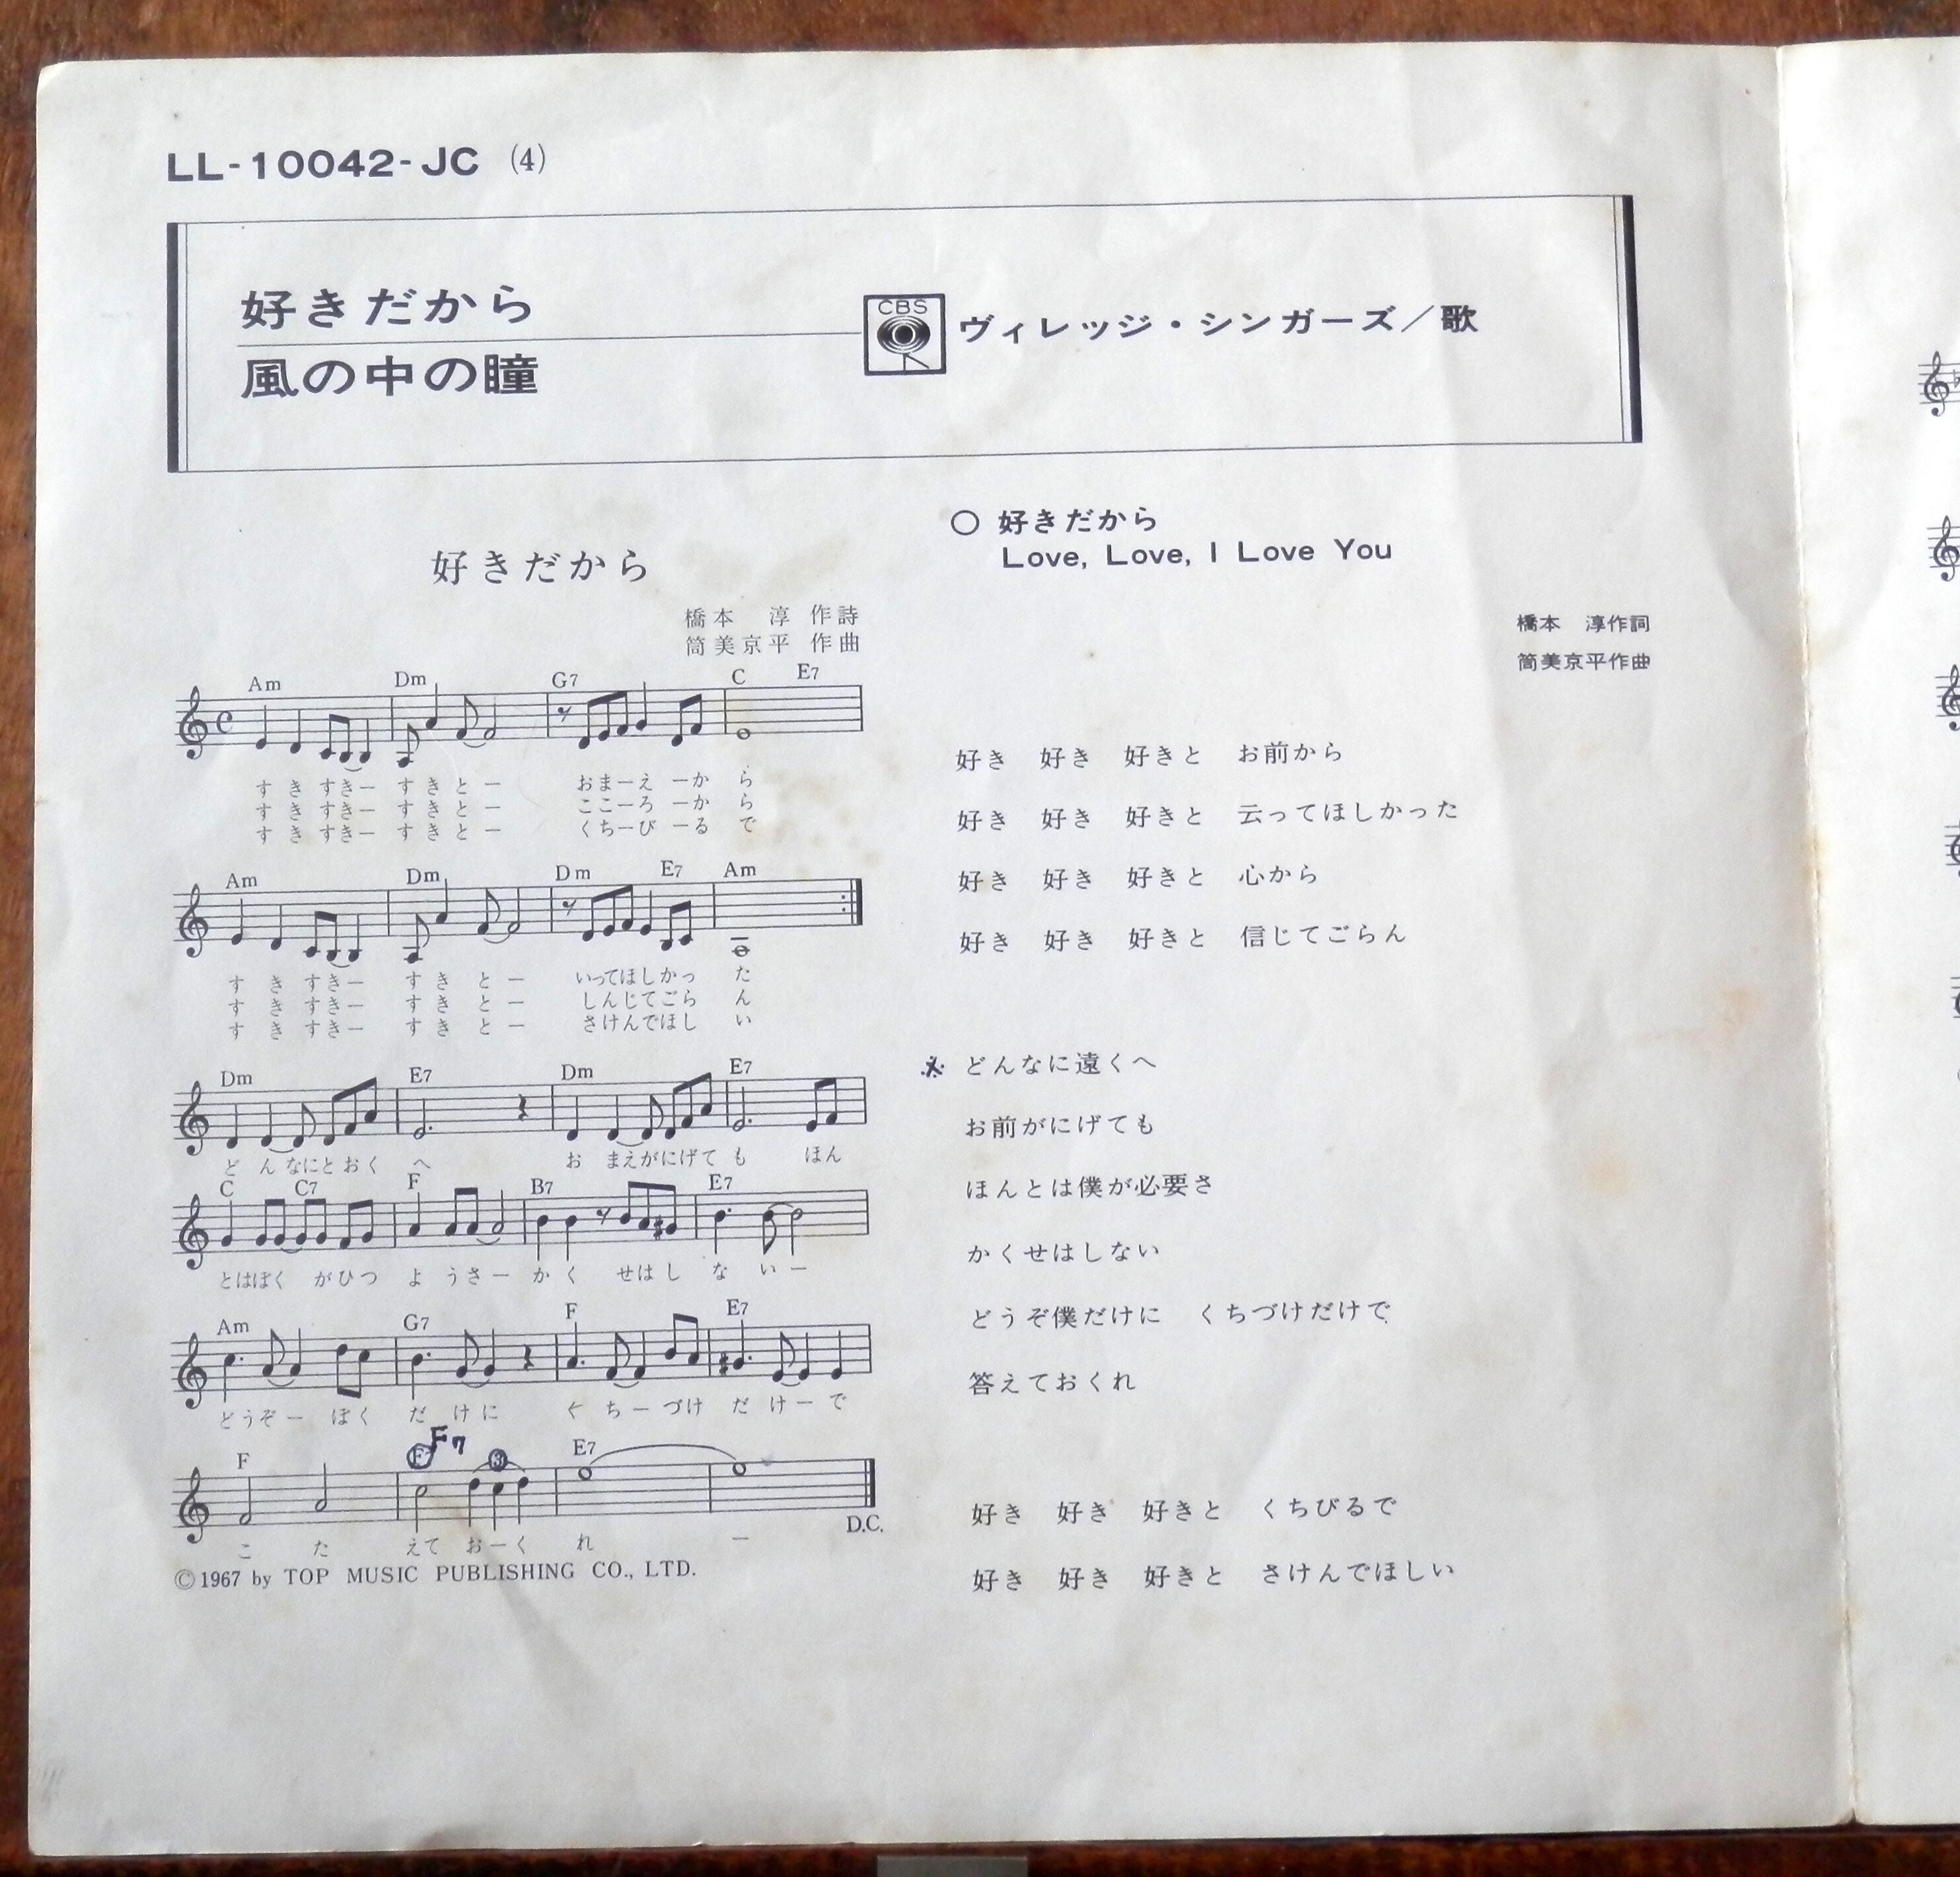 LL-10042-JC (4)
好きだから
風の中の瞳
CBS
ヴィレッジ・シンガーズ／歌
好きだから
橋本 淳 作詩
筒美京平 作曲
Am Dm G7 C E7
す き すきー す き と ー おまーえ ーか ら
す き すきー す き と ー ここーろ ーか ら
す き すきー す き と ー くちーび ーる で
Am Dm Dm E7 Am
す き すきー す き と ー いってほしかっ た
す き すきー す き と ー しんじてごら ん
す き すきー す き と ー さけんでほし い
Dm E7 Dm E7
ど ん なにと おく へ お まえがにげて も ほん
C C7 F B7 E7
とはぼく がひつ よ うさー か く せはし な い ー
Am G7 F E7
どうぞー ぼく だ けに く ちーづけ だ けーで
F7
F F 3 E7
こ た えて おーく れ ー
D.C.
©1967 by TOP MUSIC PUBLISHING CO., LTD.
○ 好きだから
Love, Love, I Love You
橋本 淳作詞
筒美京平作曲
好き 好き 好きと お前から
好き 好き 好きと 云ってほしかった
好き 好き 好きと 心から
好き 好き 好きと 信じてごらん
※ どんなに遠くへ
お前がにげても
ほんとは僕が必要さ
かくせはしない
どうぞ僕だけに くちづけだけで
答えておくれ
好き 好き 好きと くちびるで
好き 好き 好きと さけんでほしい